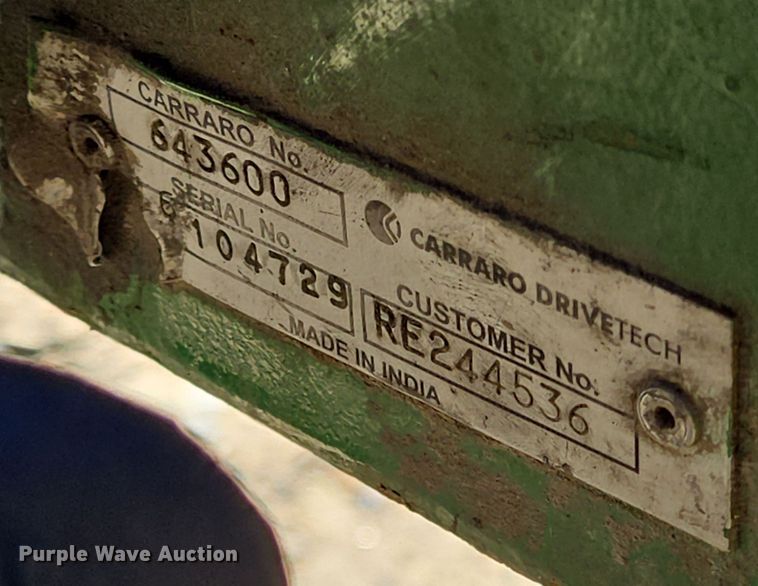 CARRARO No.
643600
SERIAL No.
104729
CARRARO DRIVETECH
CUSTOMER No.
RE244536
MADE IN INDIA
Purple Wave Auction